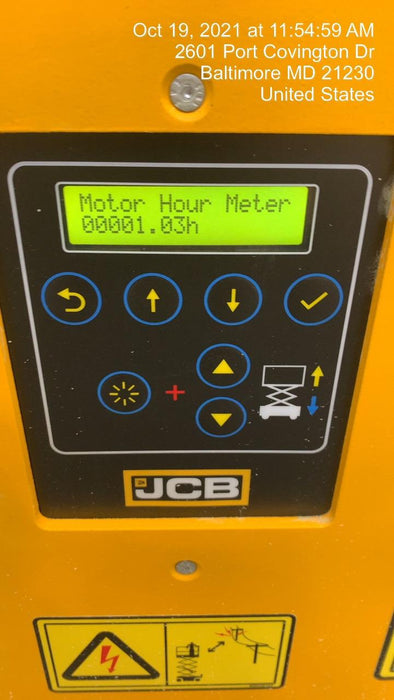 Oct 19, 2021 at 11:54:59 AM
2601 Port Covington Dr
Baltimore MD 21230
United States
Motor Hour Meter
00001.03h
JCB